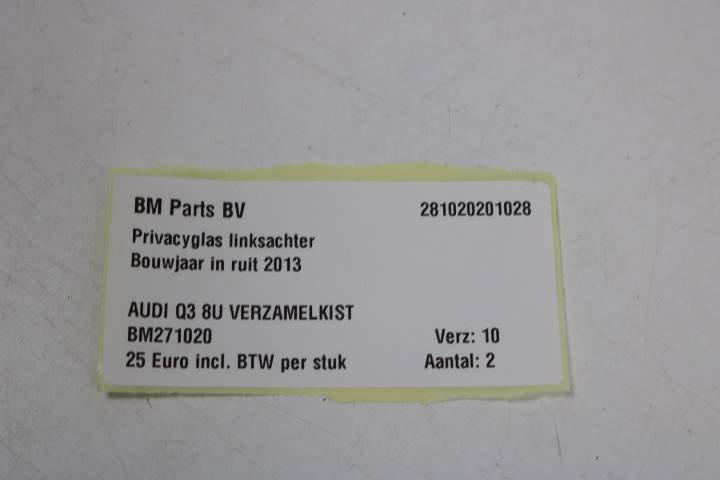 BM Parts BV 281020201028
Privacyglas linksachter
Bouwjaar in ruit 2013
AUDI Q3 8U VERZAMELKIST
BM271020 Verz: 10
25 Euro incl. BTW per stuk Aantal: 2